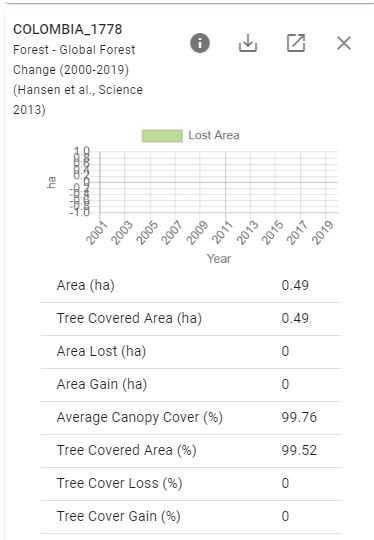 COLOMBIA_1778
Forest - Global Forest
Change (2000-2019)
(Hansen et al., Science
2013)
Lost Area
1.0
0.8
0.6
0.4
0.2
0
-0.2
-0.4
-0.6
-0.8
-1.0
ha
2001 2003 2005 2007 2009 2011 2013 2015 2017 2019
Year
Area (ha) 0.49
Tree Covered Area (ha) 0.49
Area Lost (ha) 0
Area Gain (ha) 0
Average Canopy Cover (%) 99.76
Tree Covered Area (%) 99.52
Tree Cover Loss (%) 0
Tree Cover Gain (%) 0